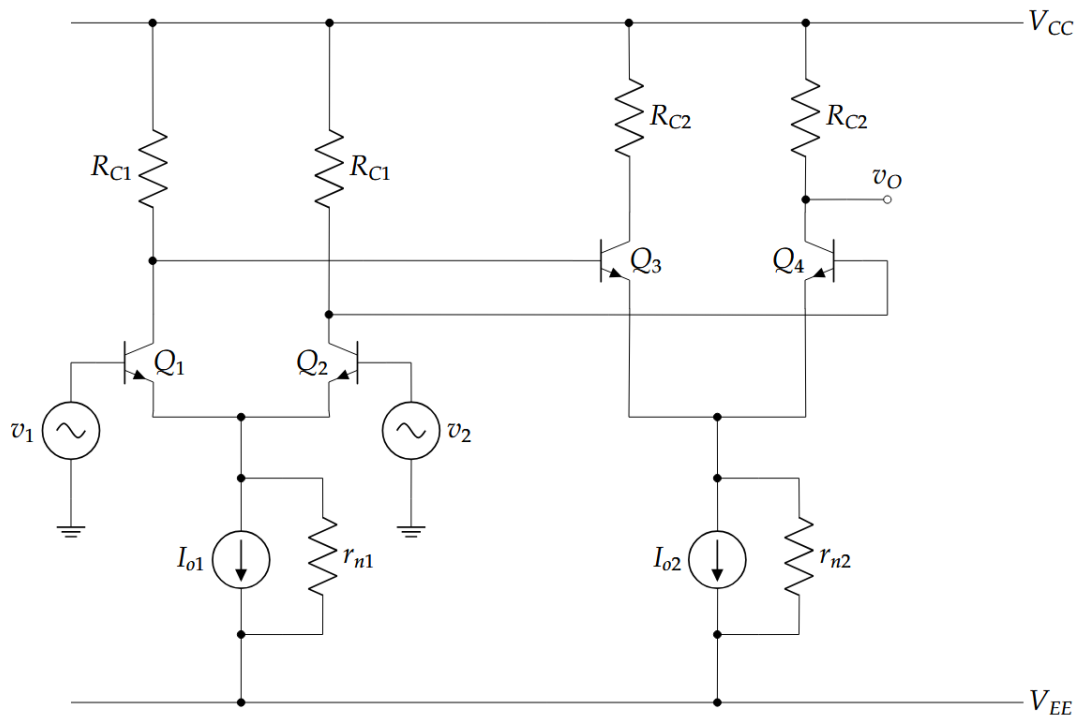 V_CC
R_C1
R_C1
R_C2
R_C2
v_O
Q_3
Q_4
Q_1
Q_2
v_1
v_2
I_o1
r_n1
I_o2
r_n2
V_EE